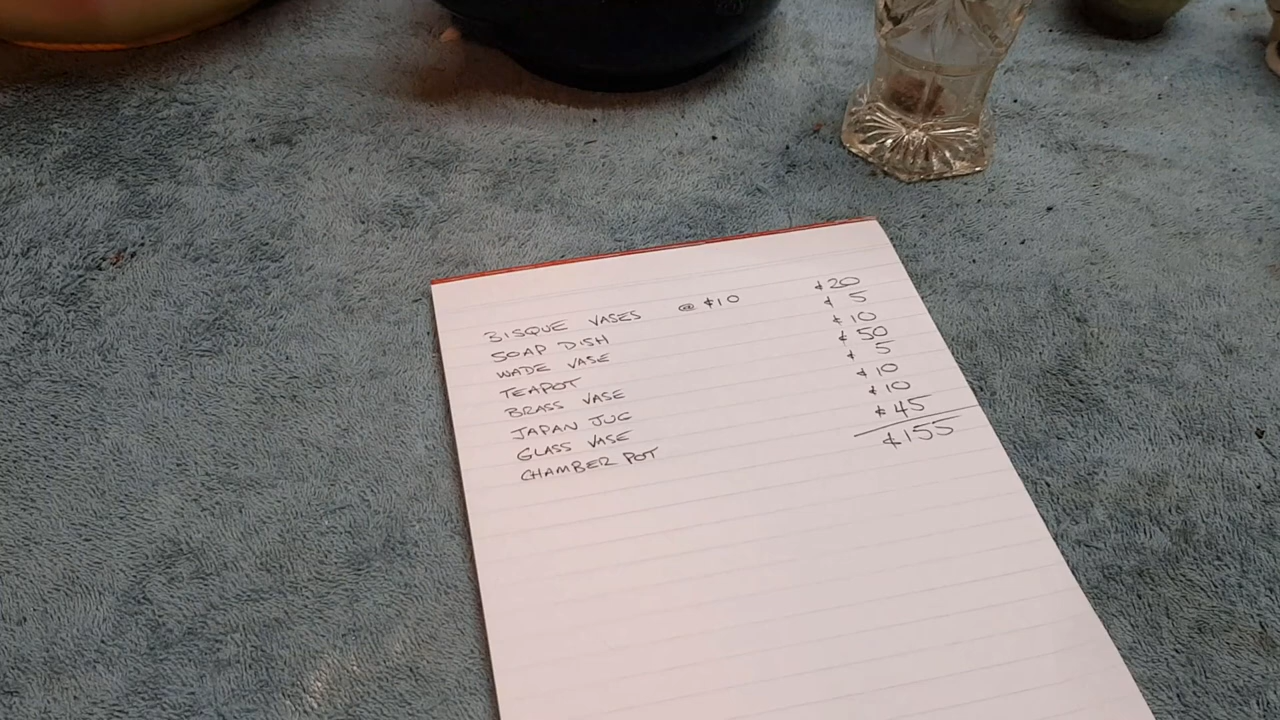 BISQUE VASES @ $10 $20
SOAP DISH $ 5
WADE VASE $10
TEAPOT $50
BRASS VASE $ 5
JAPAN JUG $10
GLASS VASE $10
CHAMBER POT $45
$155